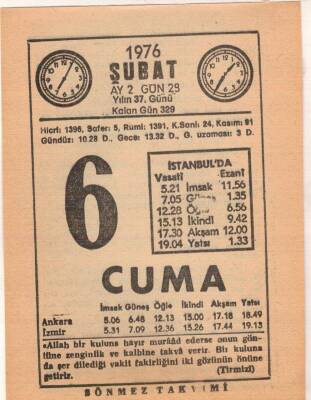 1976
ŞUBAT
AY 2 GÜN 29
Yılın 37. Günü
Kalan Gün 329
Hicri: 1396, Safer: 5, Rumi: 1391, K.Sani: 24, Kasım: 91
Gündüz: 10.28 D., Gece: 13.32 D., G. uzaması: 3 D.
6
İSTANBUL'DA
Vasati Ezani
5.21 İmsak 11.56
7.05 Güneş 1.35
12.28 Öğle 6.56
15.13 İkindi 9.42
17.30 Akşam 12.00
19.04 Yatsı 1.33
CUMA
İmsak Güneş Öğle İkindi Akşam Yatsı
Ankara 5.06 6.48 12.13 15.00 17.18 18.49
İzmir 5.31 7.09 12.36 15.26 17.44 19.13
«Allah bir kuluna hayır murâd ederse onun gön-
lüne zenginlik ve kalbine takvâ verir. Bir kuluna
da şer dilediği vakit fakirliğini iki gözünün önüne
getirir. (Tirmizî)
SÖNMEZ TAKVİMİ